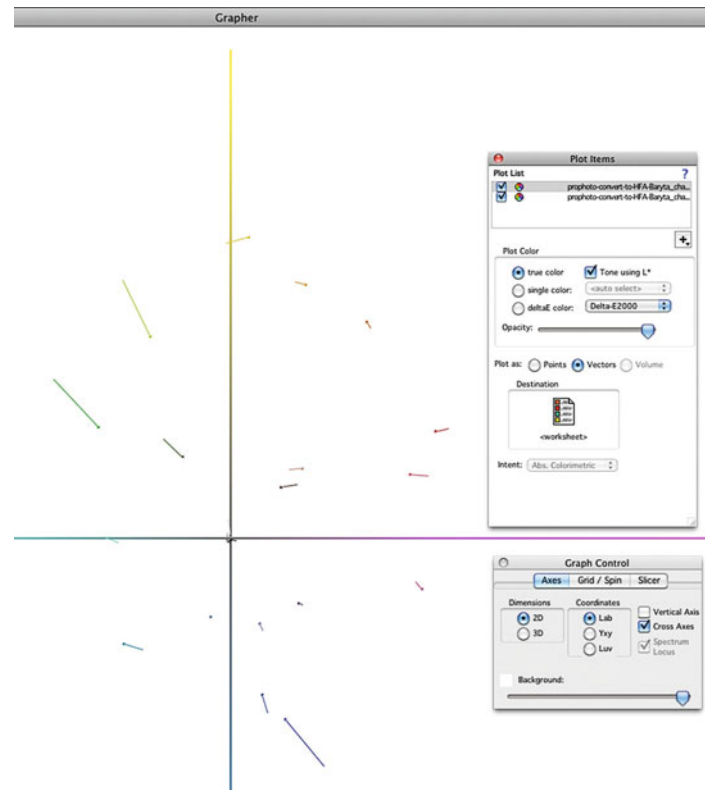 Grapher
Plot Items
Plot List
?
prophoto-convert-to-HFA-Baryta_cha...
prophoto-convert-to-HFA-Baryta_cha...
+
Plot Color
true color
Tone using L*
single color:
<auto select>
deltaE color:
Delta-E2000
Opacity:
Plot as:
Points
Vectors
Volume
Destination
<worksheet>
Intent:
Abs. Colorimetric
Graph Control
Axes
Grid / Spin
Slicer
Dimensions
Coordinates
2D
Lab
Vertical Axis
3D
Yxy
Cross Axes
Luv
Spectrum
Locus
Background: